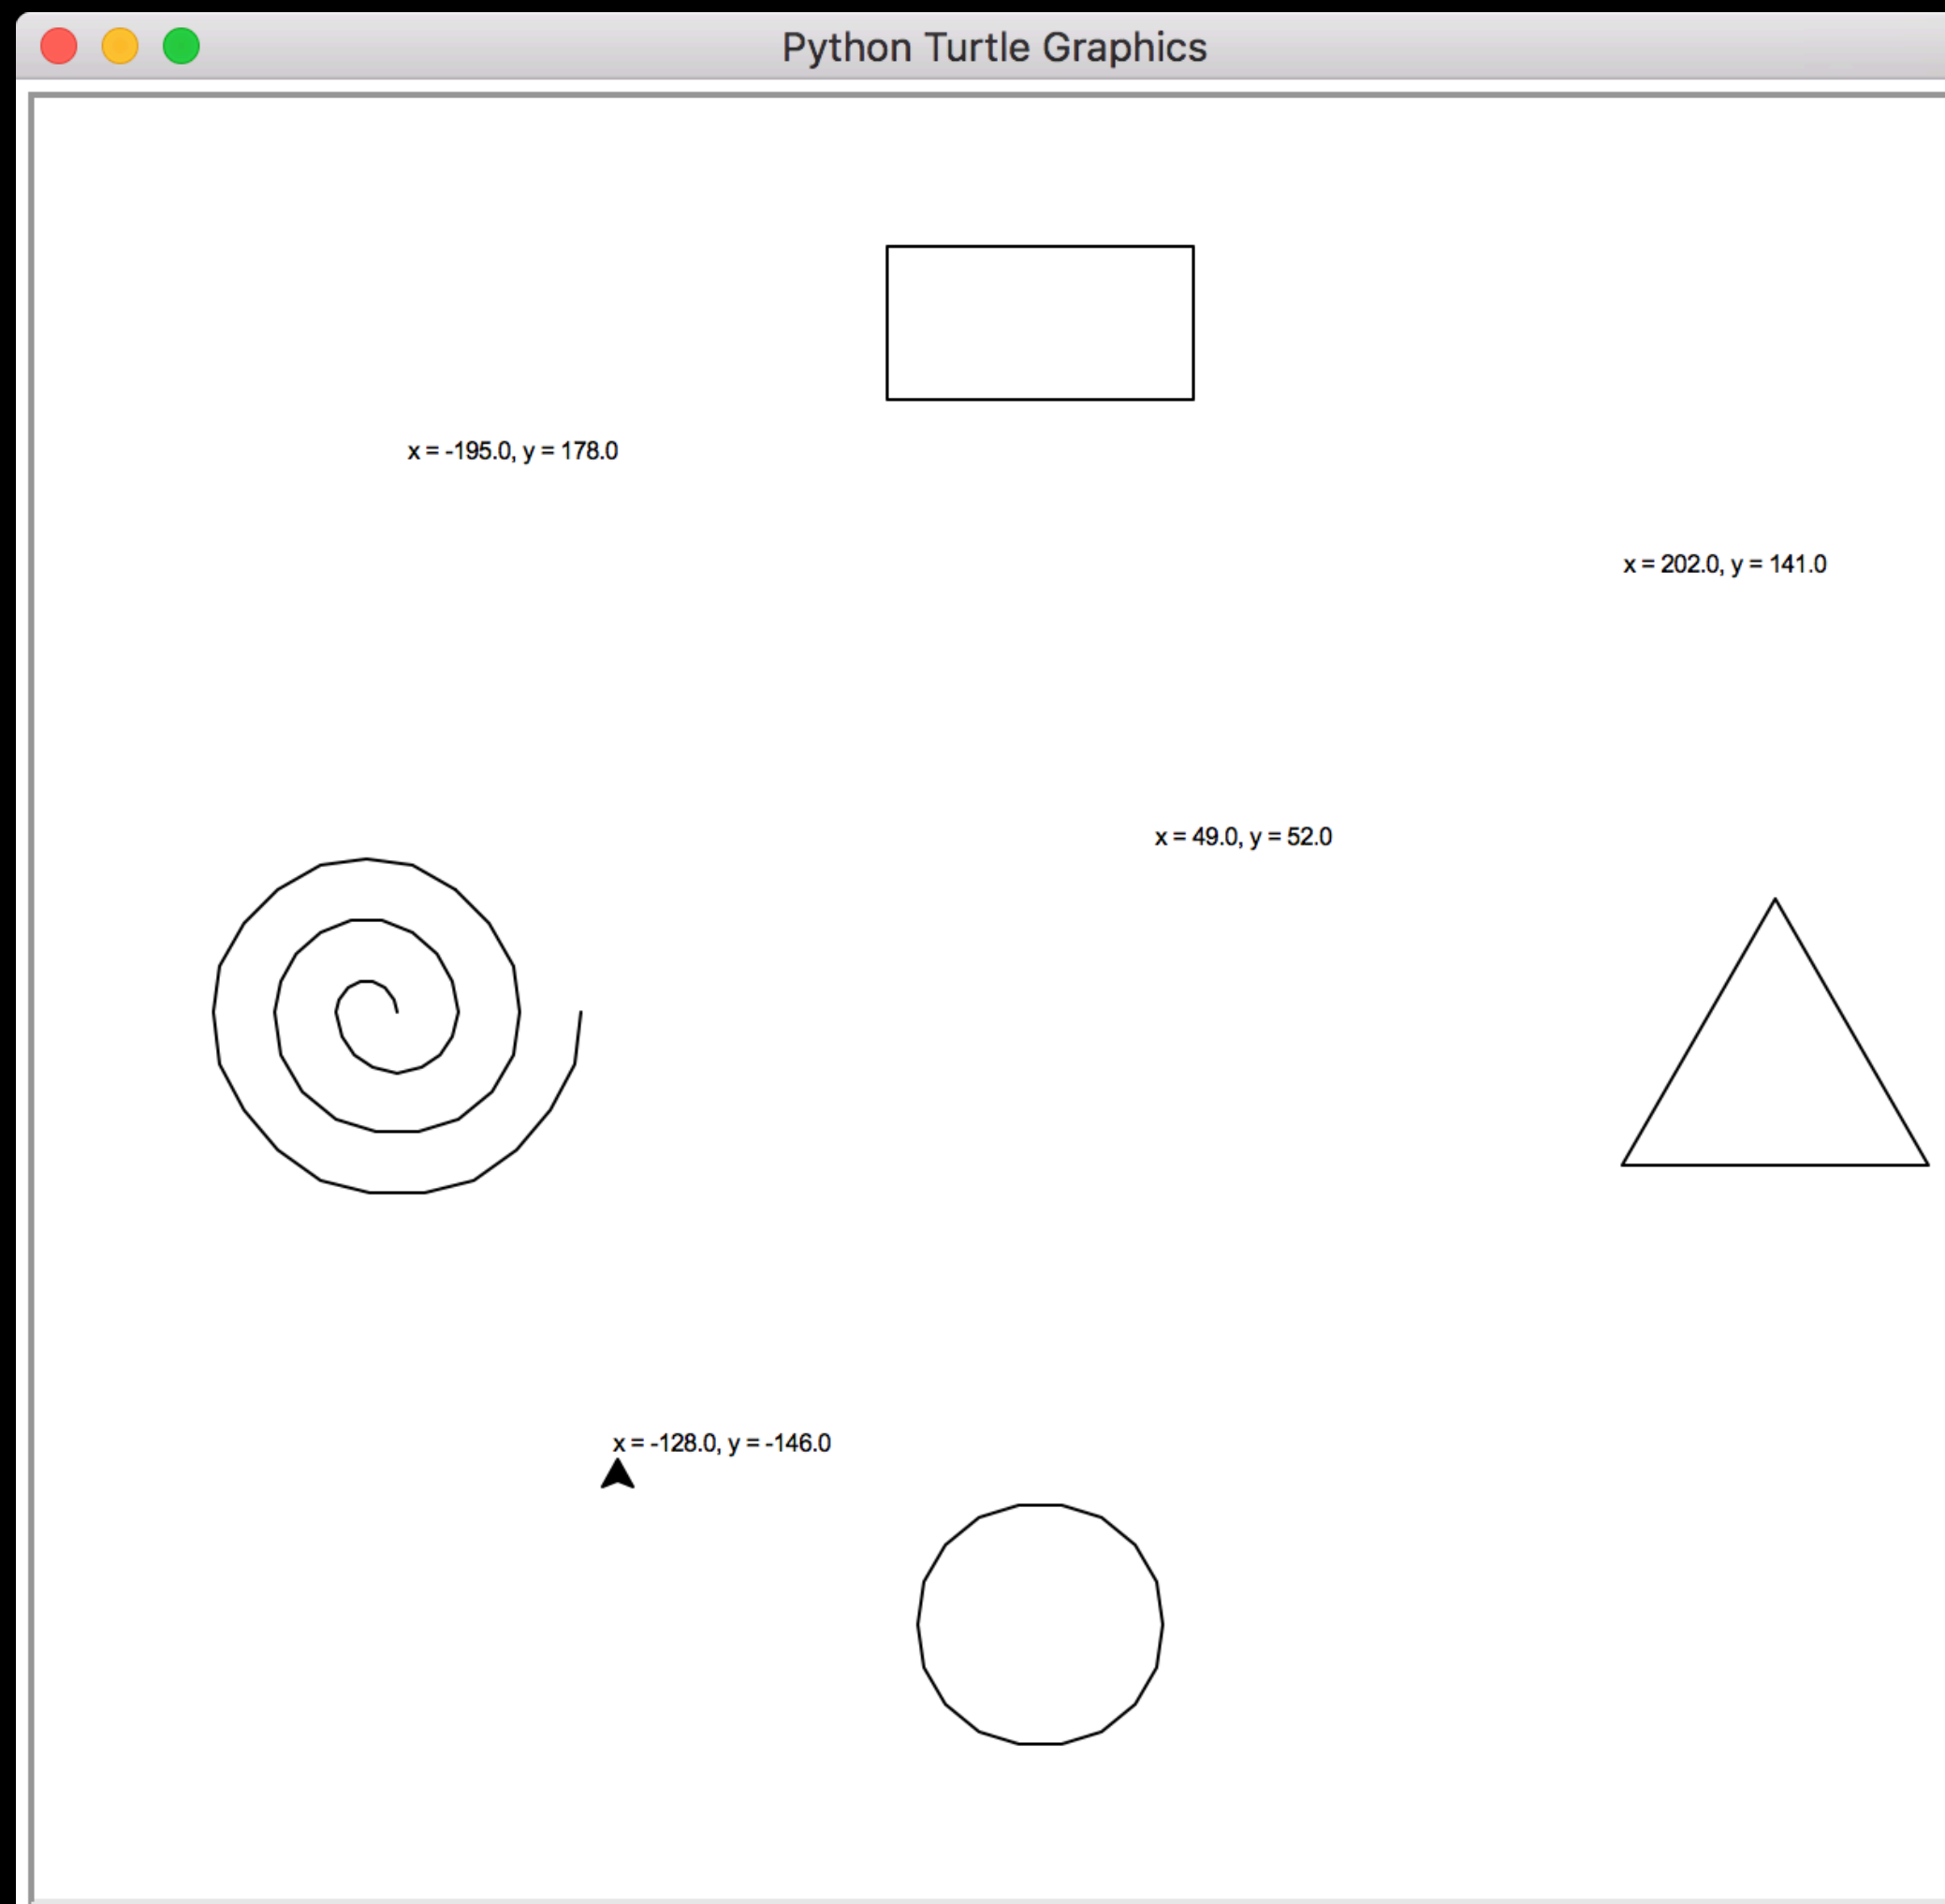 Python Turtle Graphics
x = -195.0, y = 178.0
x = 202.0, y = 141.0
x = 49.0, y = 52.0
x = -128.0, y = -146.0